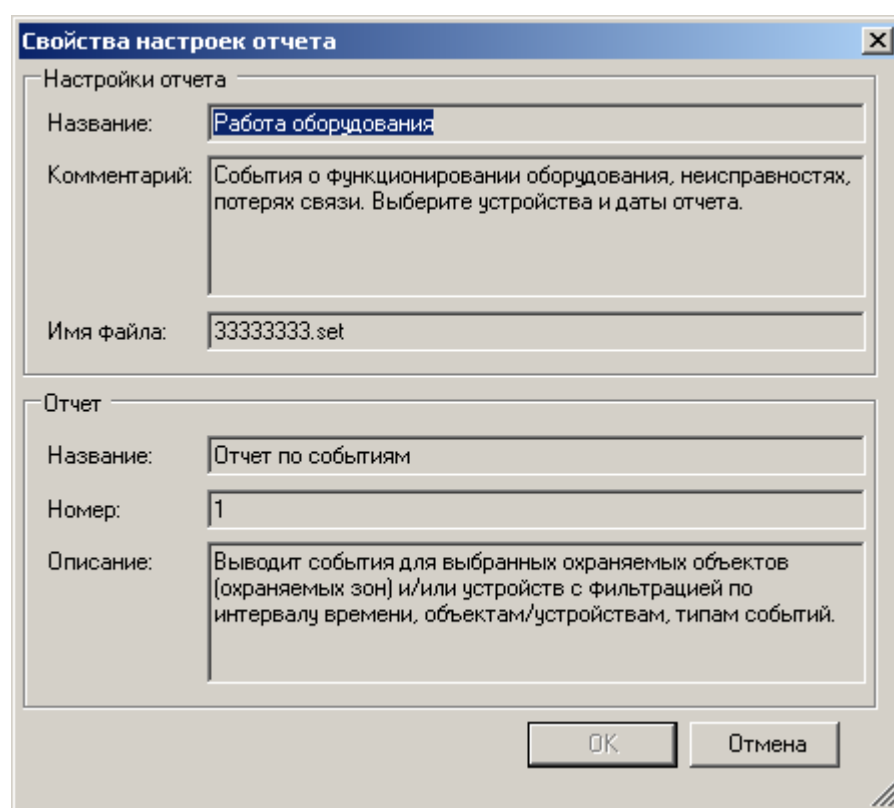 Свойства настроек отчета
Настройки отчета
Название: Работа оборудования
Комментарий: События о функционировании оборудования, неисправностях,
потерях связи. Выберите устройства и даты отчета.
Имя файла: 33333333.set
Отчет
Название: Отчет по событиям
Номер: 1
Описание: Выводит события для выбранных охраняемых объектов
(охраняемых зон) и/или устройств с фильтрацией по
интервалу времени, объектам/устройствам, типам событий.
OK Отмена